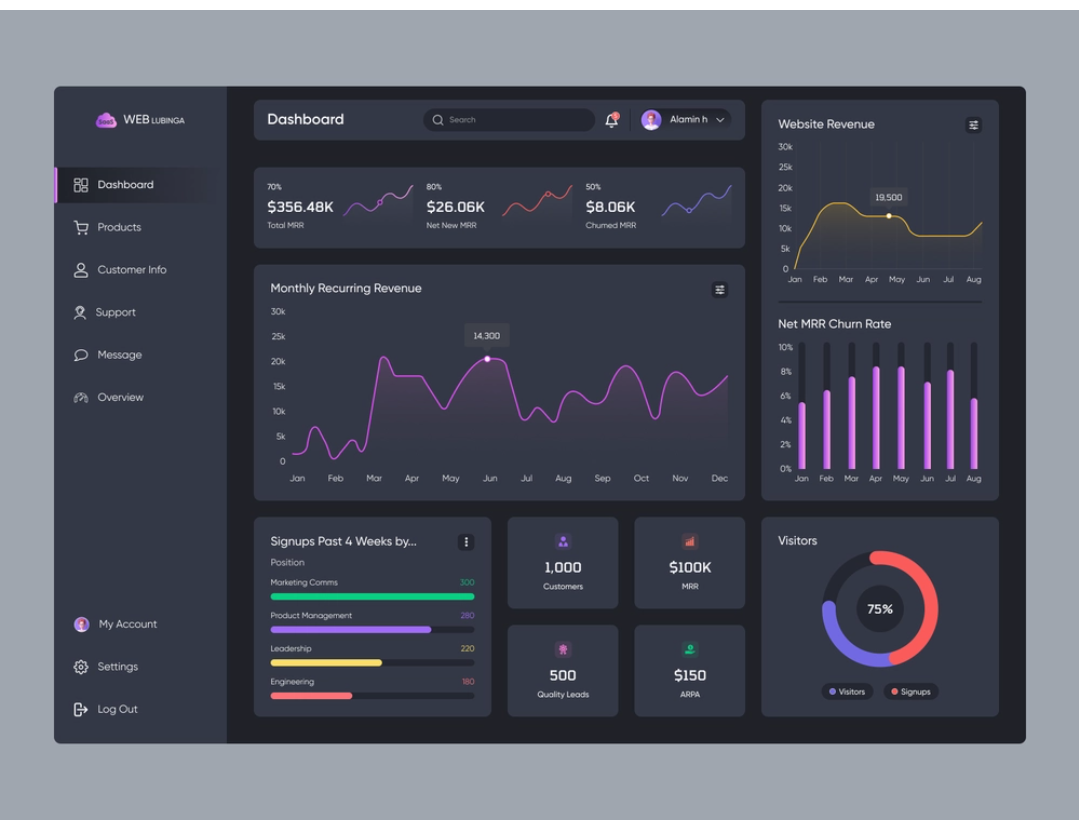 WEB LUBINGA
Dashboard
Products
Customer Info
Support
Message
Overview
My Account
Settings
Log Out
Dashboard
Search
Alamin h
70%
$356.48K
Total MRR
80%
$26.06K
Net New MRR
50%
$8.06K
Churned MRR
Monthly Recurring Revenue
30k
25k
20k
15k
10k
5k
0
14,300
Jan Feb Mar Apr May Jun Jul Aug Sep Oct Nov Dec
Website Revenue
30k
25k
20k
15k
10k
5k
0
19,500
Jan Feb Mar Apr May Jun Jul Aug
Net MRR Churn Rate
10%
8%
6%
4%
2%
0%
Jan Feb Mar Apr May Jun Jul Aug
Signups Past 4 Weeks by...
Position
Marketing Comms 300
Product Management 280
Leadership 220
Engineering 180
1,000
Customers
$100K
MRR
500
Quality Leads
$150
ARPA
Visitors
75%
Visitors
Signups